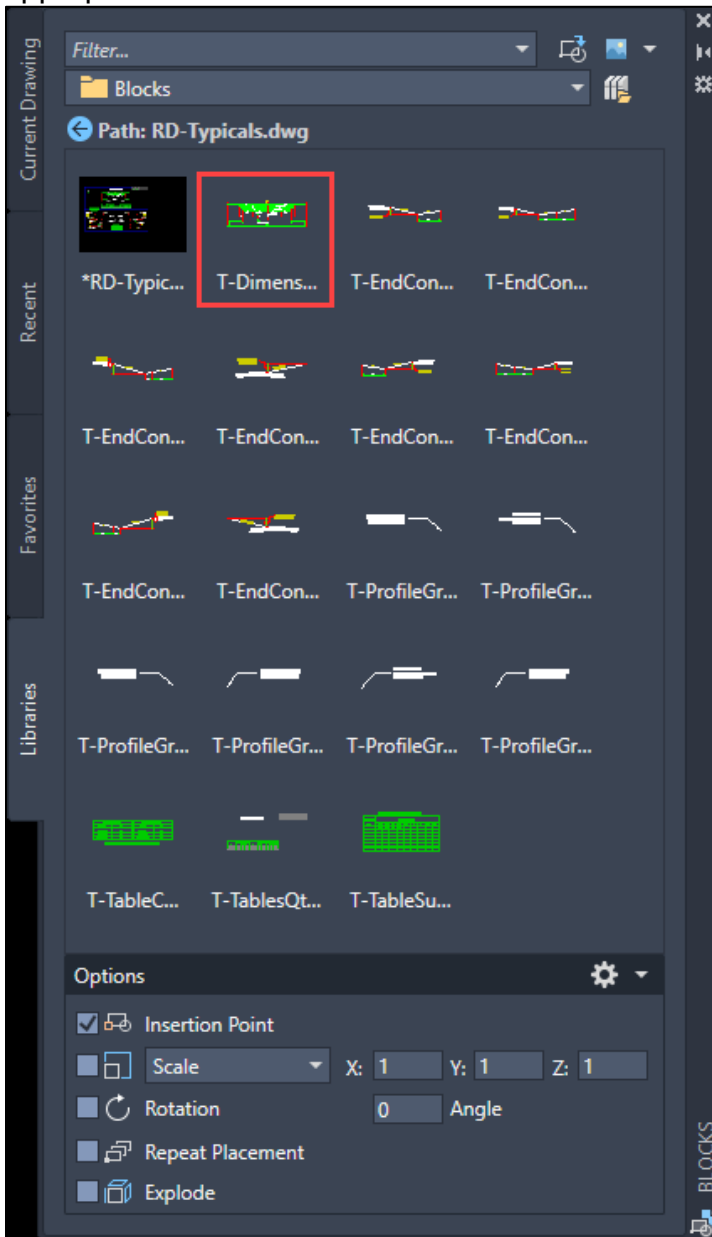 Current Drawing
Recent
Favorites
Libraries
Filter...
Blocks
Path: RD-Typicals.dwg
*RD-Typic... T-Dimens... T-EndCon... T-EndCon...
T-EndCon... T-EndCon... T-EndCon... T-EndCon...
T-EndCon... T-EndCon... T-ProfileGr... T-ProfileGr...
T-ProfileGr... T-ProfileGr... T-ProfileGr... T-ProfileGr...
T-TableC... T-TablesQt... T-TableSu...
Options
Insertion Point
Scale X: 1 Y: 1 Z: 1
Rotation 0 Angle
Repeat Placement
Explode
BLOCKS